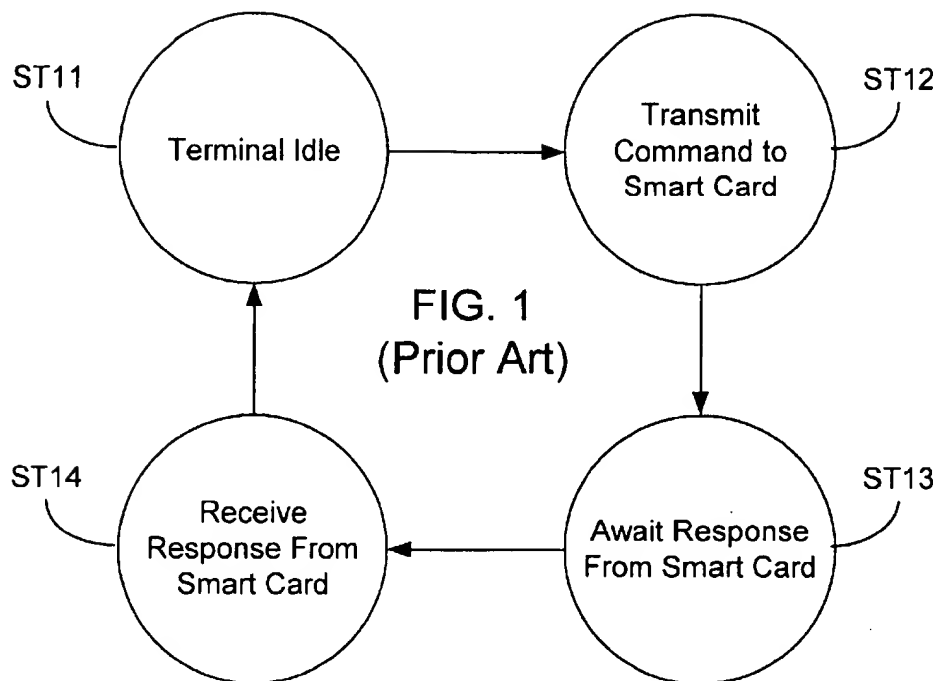 ST11
Terminal Idle
Transmit
Command to
Smart Card
ST12
FIG. 1
(Prior Art)
ST14
Receive
Response From
Smart Card
Await Response
From Smart Card
ST13